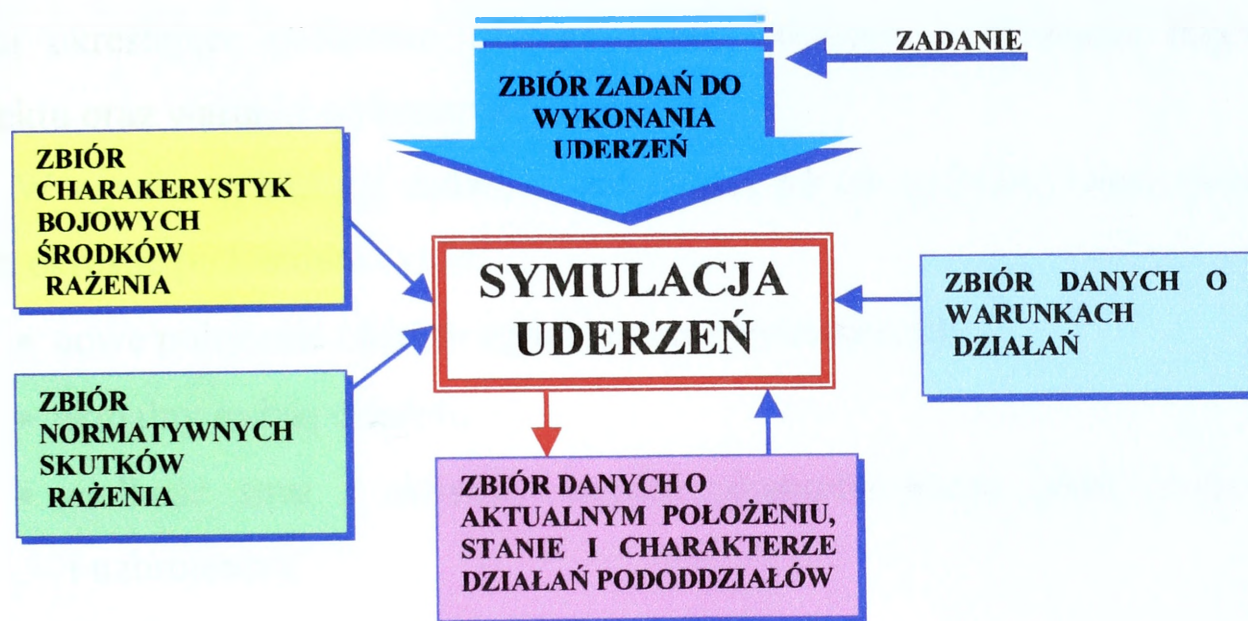 ZADANIE
ZBIÓR ZADAŃ DO
WYKONANIA
UDERZEŃ
ZBIÓR
CHARAKERYSTYK
BOJOWYCH
ŚRODKÓW
RAŻENIA
SYMULACJA
UDERZEŃ
ZBIÓR DANYCH O
WARUNKACH
DZIAŁAŃ
ZBIÓR
NORMATYWNYCH
SKUTKÓW
RAŻENIA
ZBIÓR DANYCH O
AKTUALNYM POŁOŻENIU,
STANIE I CHARAKTERZE
DZIAŁAŃ PODODDZIAŁÓW